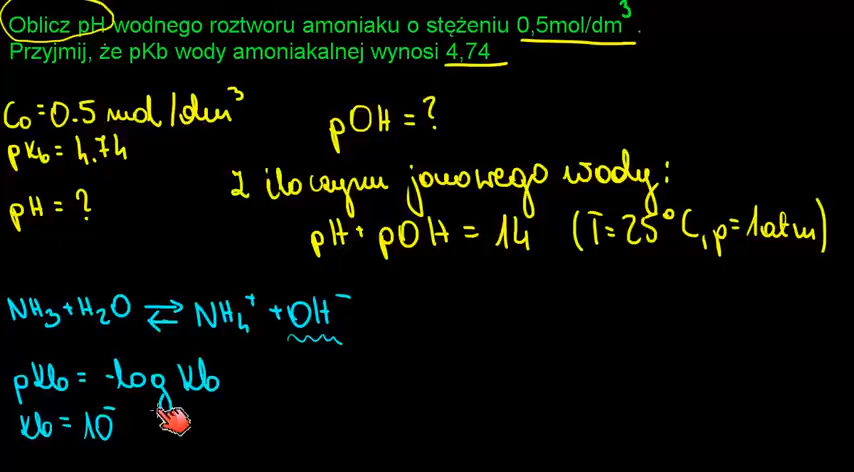 Oblicz pH wodnego roztworu amoniaku o stężeniu 0,5mol/dm³.
Przyjmij, że pKb wody amoniakalnej wynosi 4,74
C₀ = 0.5 mol/dm³
pKb = 4.74
pH = ?
pOH = ?
Z iloczynu jonowego wody:
pH + pOH = 14 (T = 25°C, p = 1atm)
NH₃ + H₂O ⇄ NH₄⁺ + OH⁻
pKb = -log Kb
Kb = 10⁻